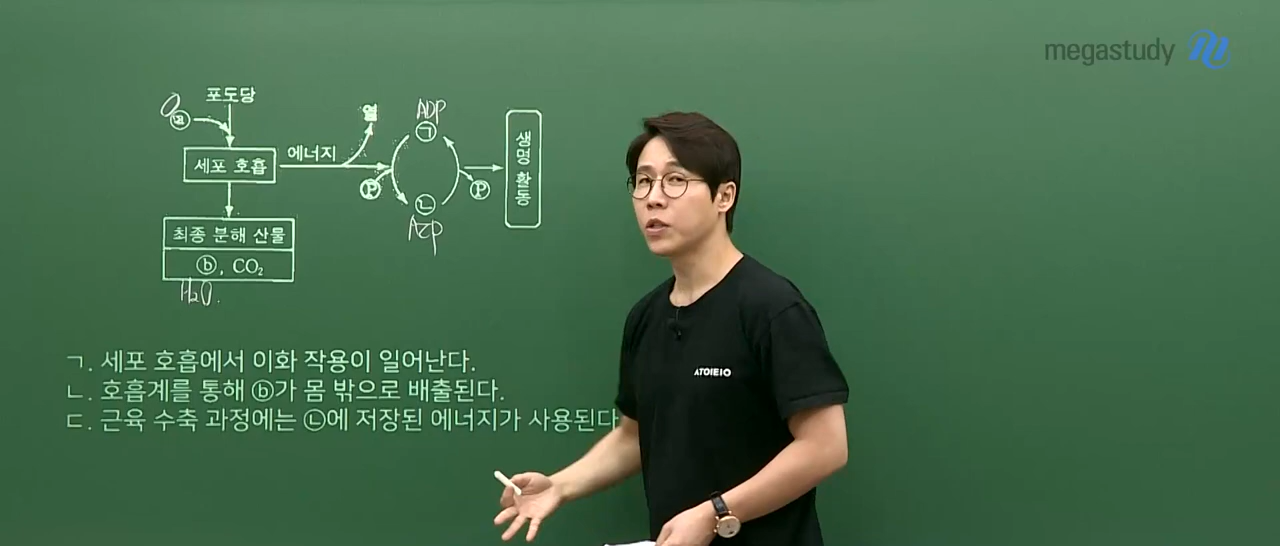 megastudy
포도당
O₂
열
ADP
㉠
에너지
세포 호흡
ⓟ
ⓟ
생명 활동
㉡
ATP
최종 분해 산물
ⓑ, CO₂
H₂O.
ㄱ. 세포 호흡에서 이화 작용이 일어난다.
ㄴ. 호흡계를 통해 ⓑ가 몸 밖으로 배출된다.
ㄷ. 근육 수축 과정에는 ㉡에 저장된 에너지가 사용된다
ATOIEIO